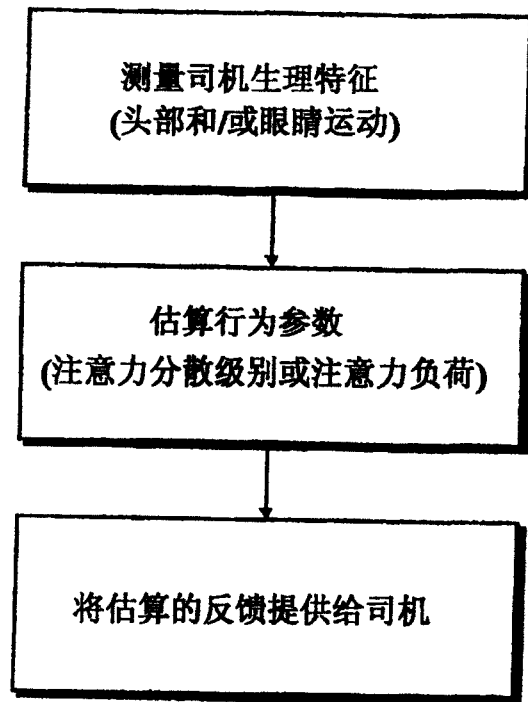 测量司机生理特征
(头部和/或眼睛运动)
估算行为参数
(注意力分散级别或注意力负荷)
将估算的反馈提供给司机